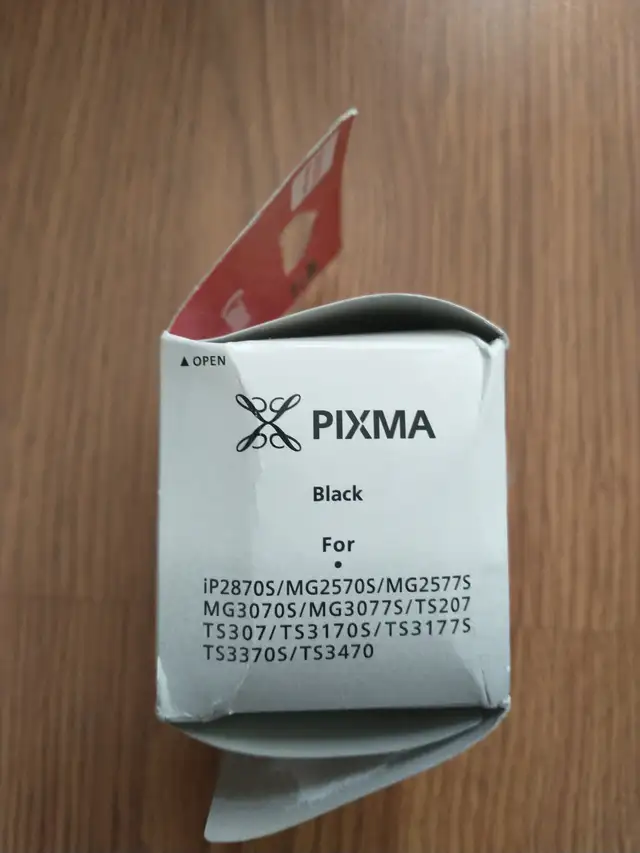 ▲ OPEN
PIXMA
Black
For
•
iP2870S/MG2570S/MG2577S
MG3070S/MG3077S/TS207
TS307/TS3170S/TS3177S
TS3370S/TS3470